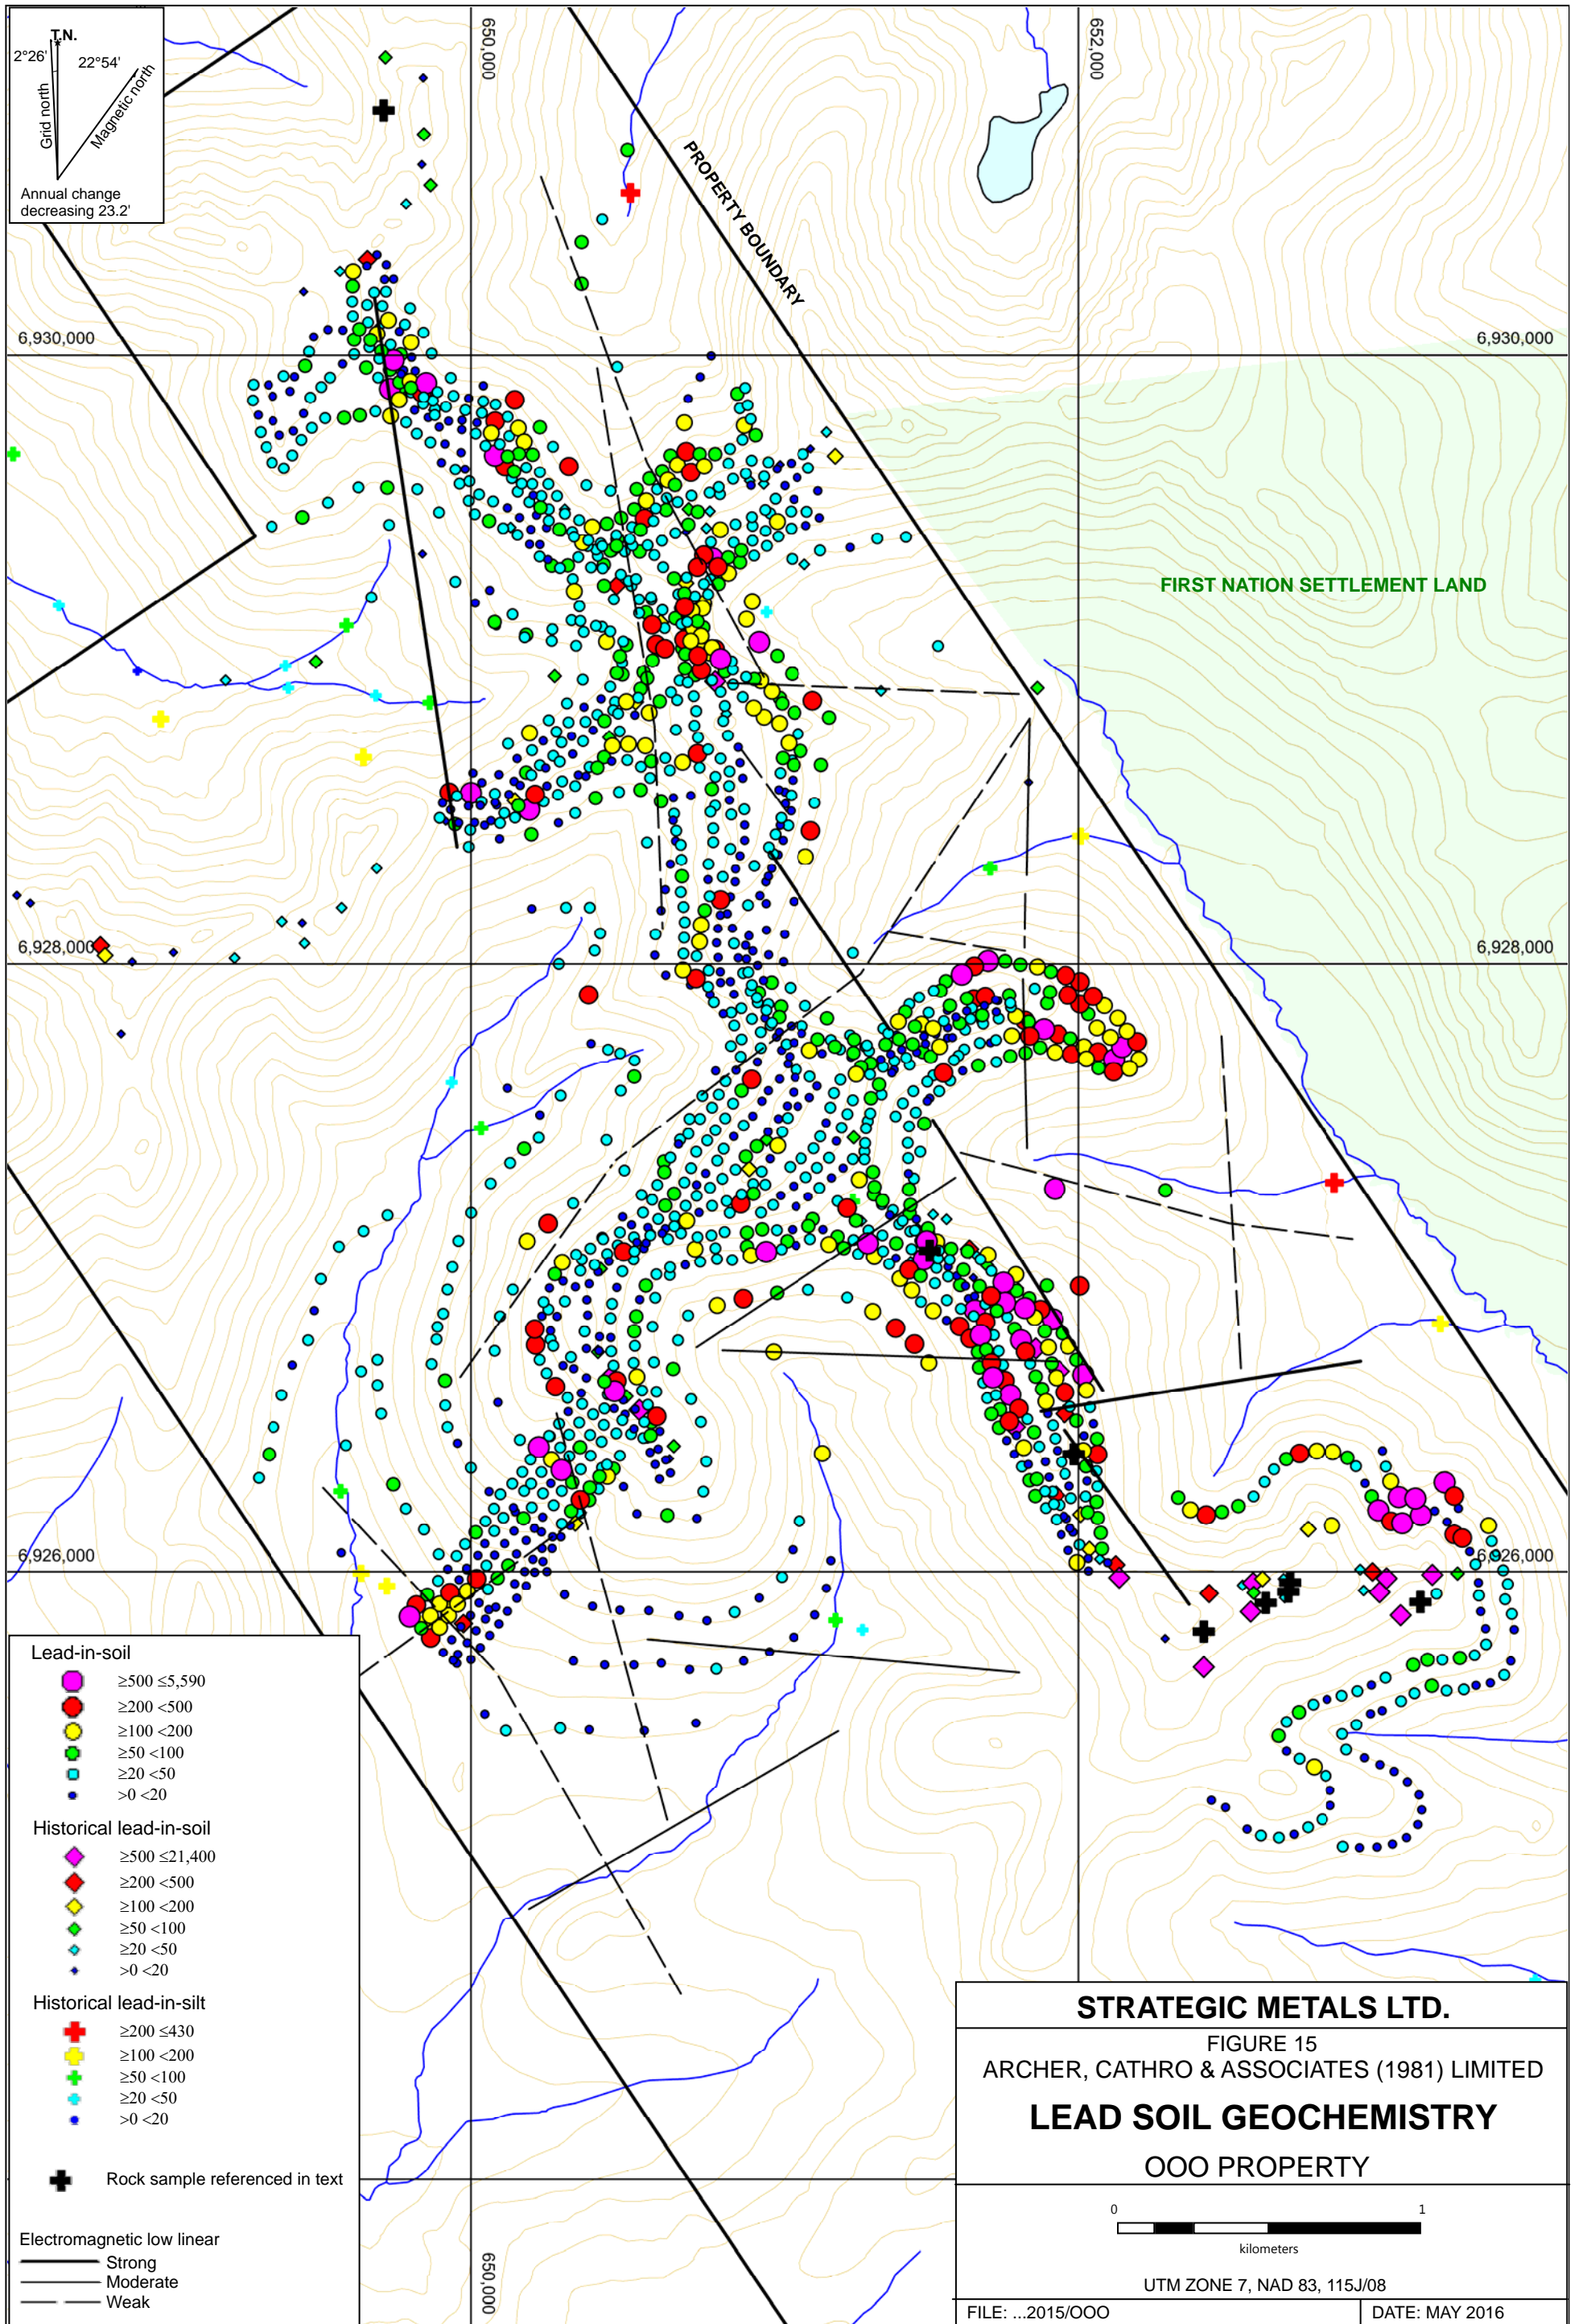 T.N.
2°26'
22°54'
Grid north
Magnetic north
Annual change
decreasing 23.2'
650,000
652,000
PROPERTY BOUNDARY
6,930,000
6,930,000
FIRST NATION SETTLEMENT LAND
6,928,000
6,928,000
6,926,000
6,926,000
Lead-in-soil
≥500 ≤5,590
≥200 <500
≥100 <200
≥50 <100
≥20 <50
>0 <20
Historical lead-in-soil
≥500 ≤21,400
≥200 <500
≥100 <200
≥50 <100
≥20 <50
>0 <20
Historical lead-in-silt
≥200 ≤430
≥100 <200
≥50 <100
≥20 <50
>0 <20
Rock sample referenced in text
Electromagnetic low linear
Strong
Moderate
Weak
650,000
STRATEGIC METALS LTD.
FIGURE 15
ARCHER, CATHRO & ASSOCIATES (1981) LIMITED
LEAD SOIL GEOCHEMISTRY
OOO PROPERTY
0 1
kilometers
UTM ZONE 7, NAD 83, 115J/08
FILE: ...2015/OOO
DATE: MAY 2016